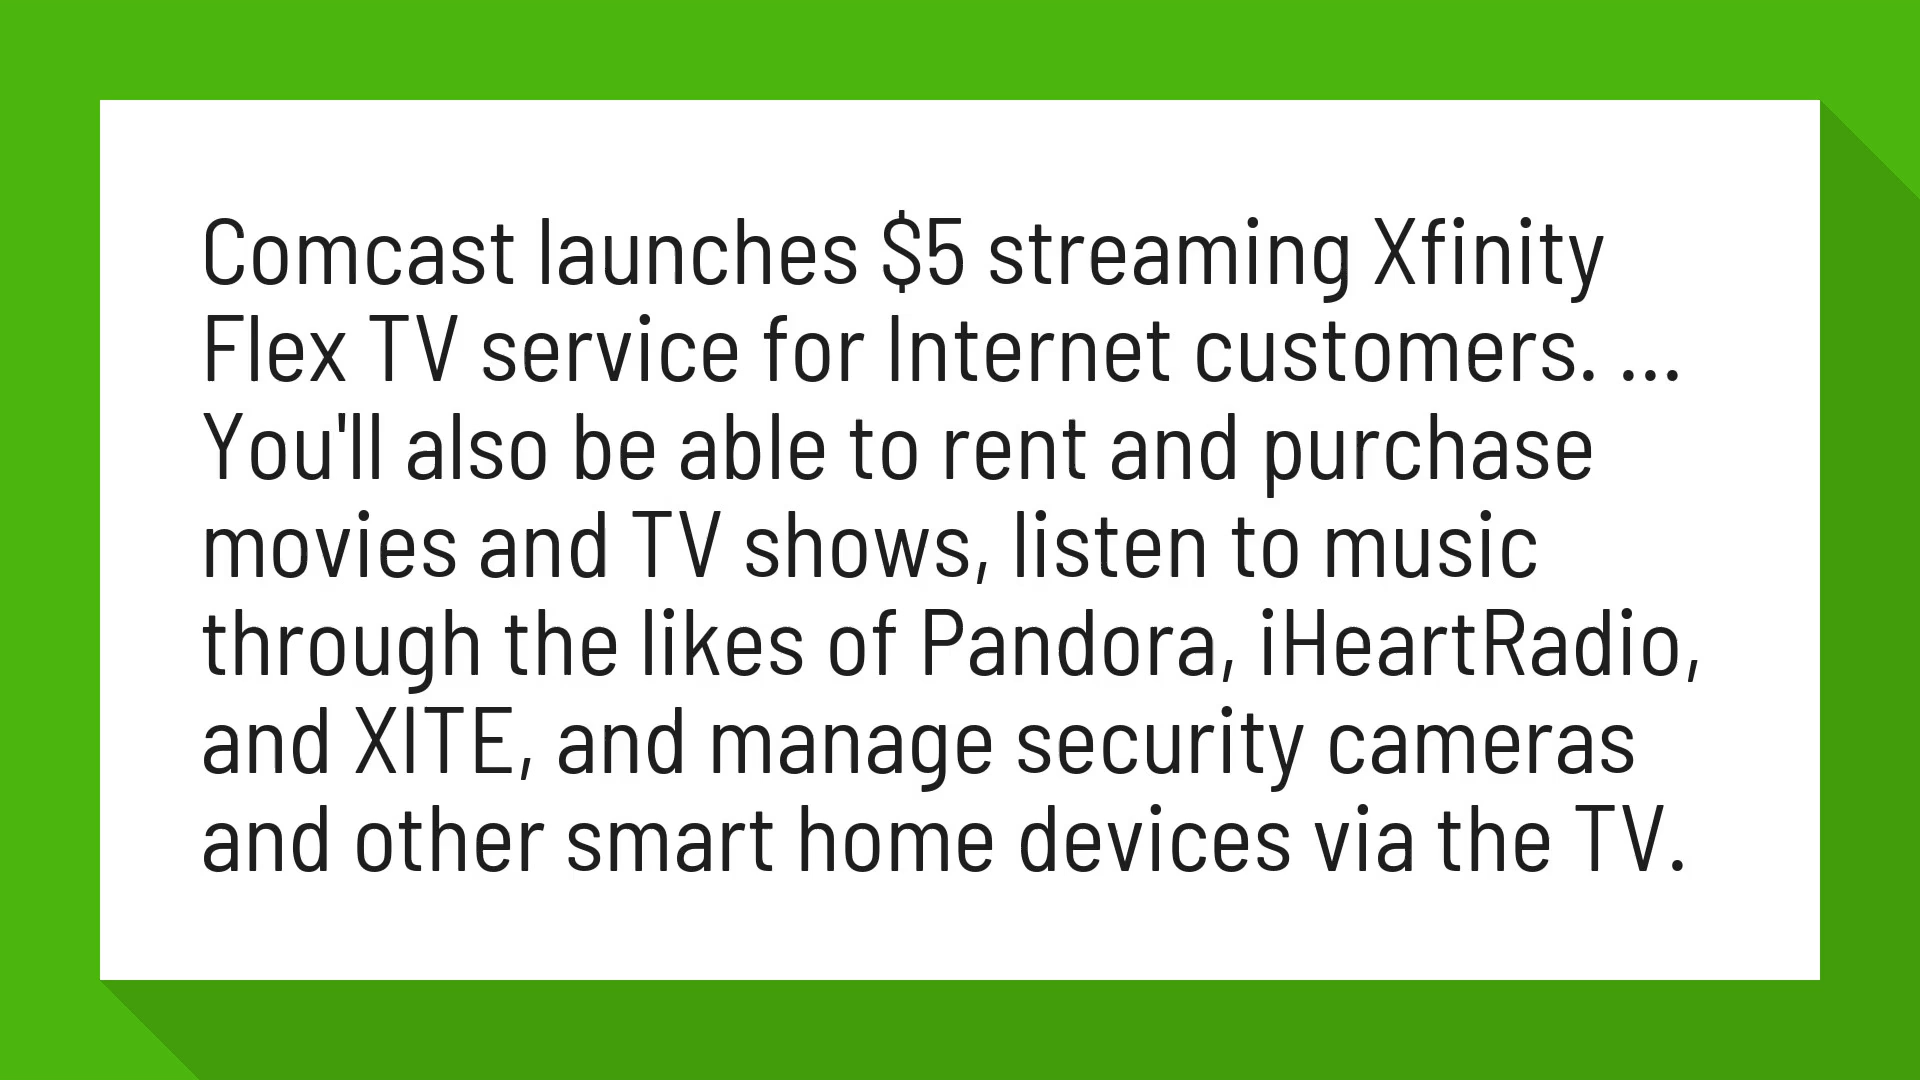 Comcast launches $5 streaming Xfinity
Flex TV service for Internet customers. ...
You'll also be able to rent and purchase
movies and TV shows, listen to music
through the likes of Pandora, iHeartRadio,
and XITE, and manage security cameras
and other smart home devices via the TV.